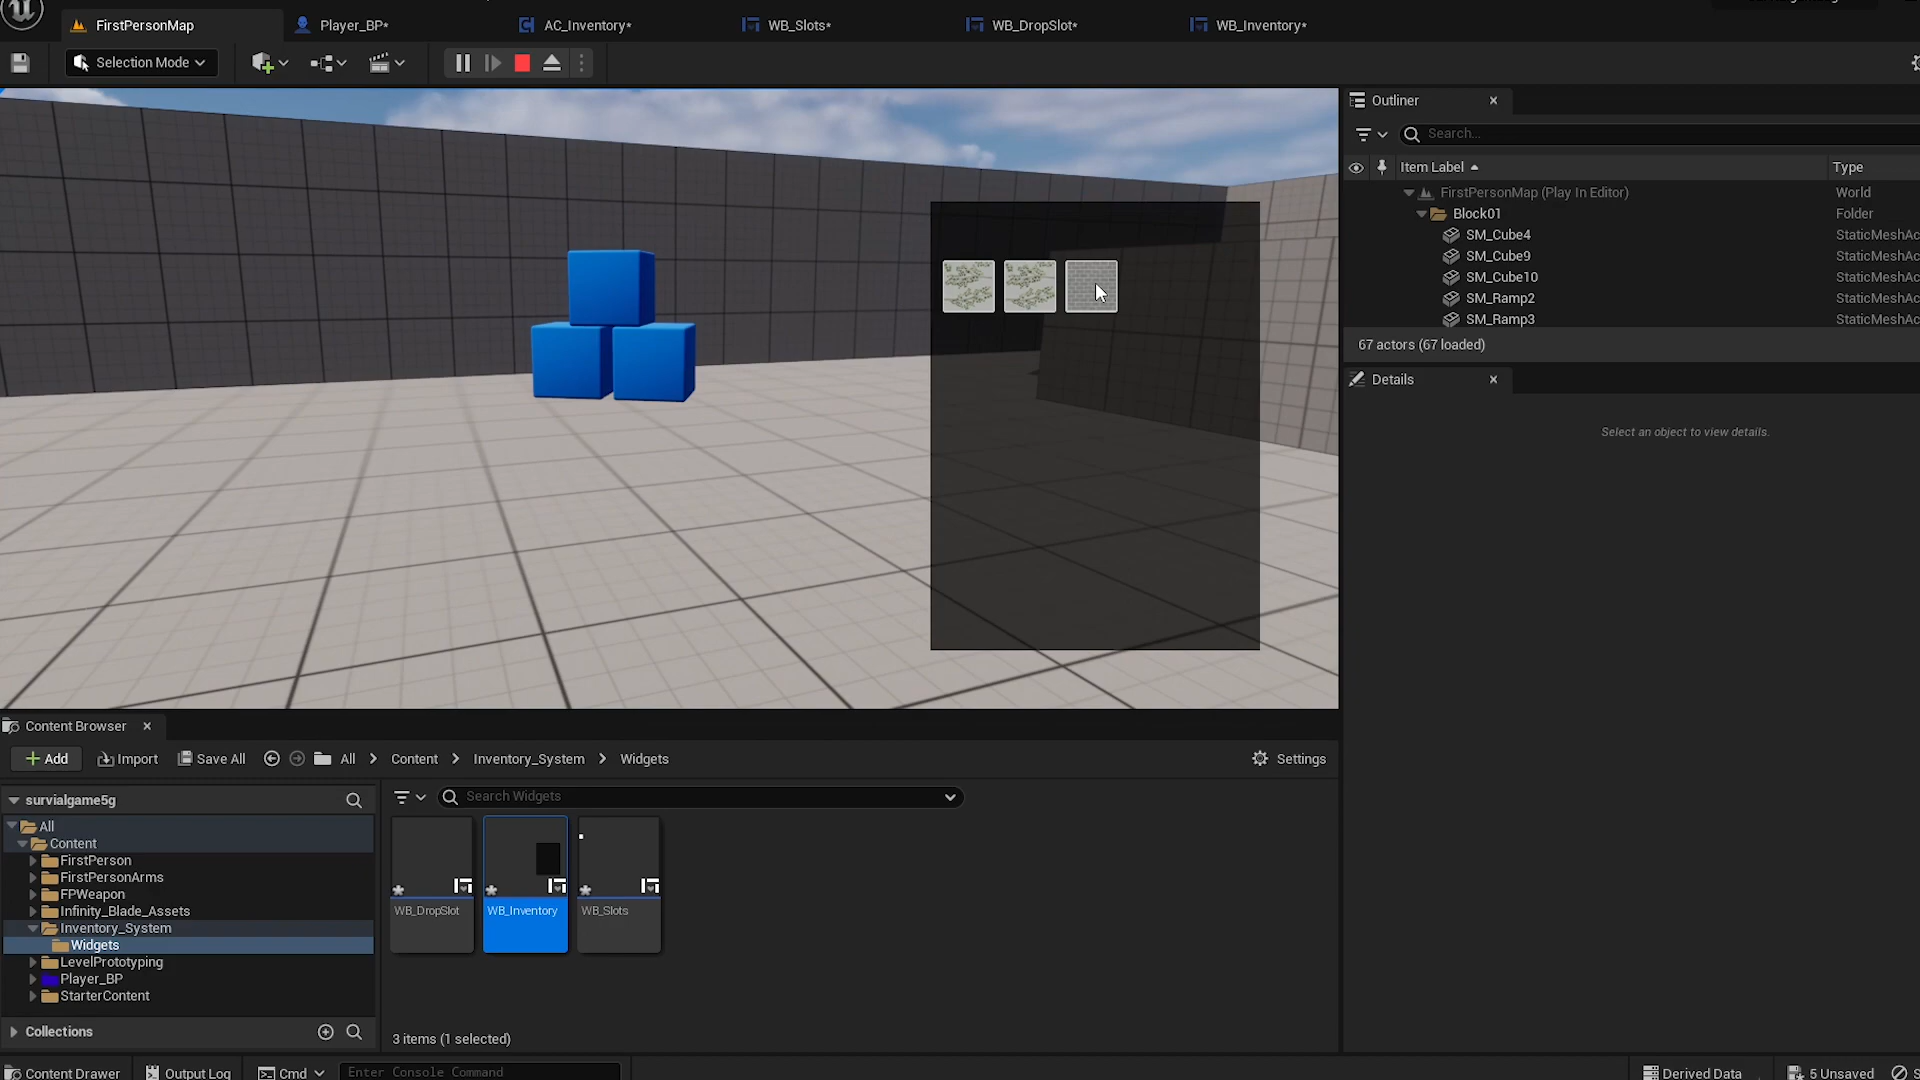 FirstPersonMap
Player_BP*
AC_Inventory*
WB_Slots*
WB_DropSlot*
WB_Inventory*
Selection Mode
Outliner
Search...
Item Label
Type
FirstPersonMap (Play In Editor)
World
Block01
Folder
SM_Cube4
StaticMeshAc
SM_Cube9
StaticMeshAc
SM_Cube10
StaticMeshAc
SM_Ramp2
StaticMeshAc
SM_Ramp3
StaticMeshAc
67 actors (67 loaded)
Details
Select an object to view details.
Content Browser
Add
Import
Save All
All
Content
Inventory_System
Widgets
Settings
survialgame5g
Search Widgets
All
Content
FirstPerson
FirstPersonArms
FPWeapon
Infinity_Blade_Assets
Inventory_System
Widgets
LevelPrototyping
Player_BP
StarterContent
WB_DropSlot
WB_Inventory
WB_Slots
Collections
3 items (1 selected)
Content Drawer
Output Log
Cmd
Enter Console Command
Derived Data
5 Unsaved